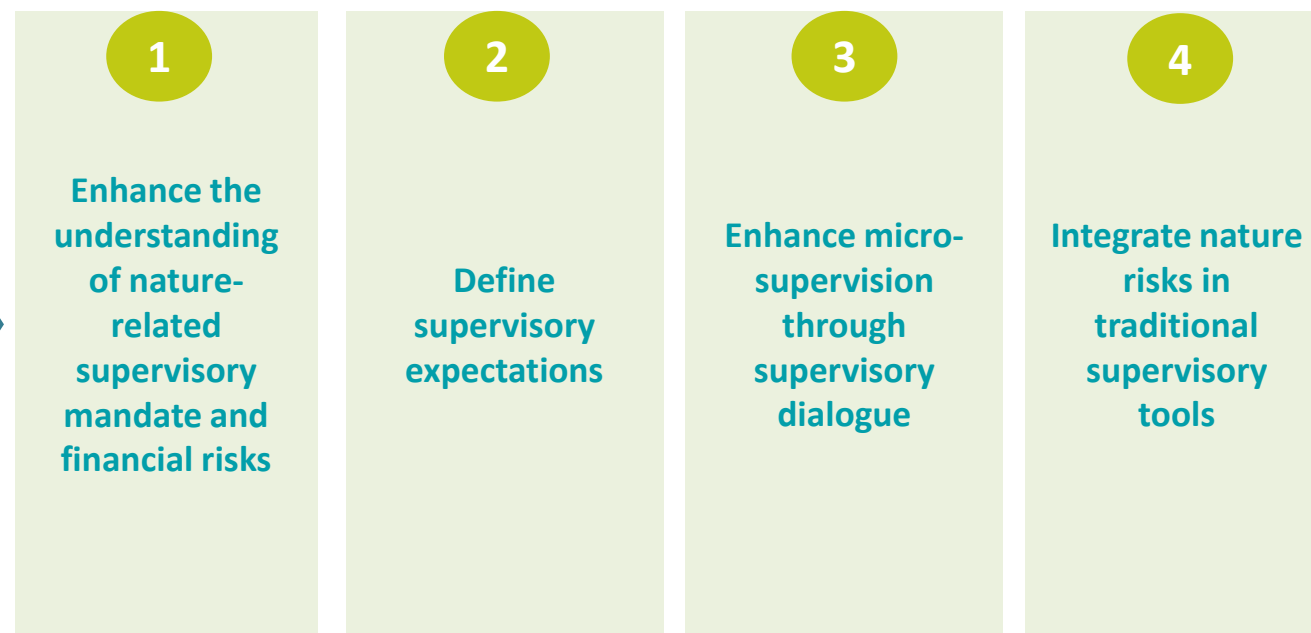 1
Enhance the
understanding
of nature-
related
supervisory
mandate and
financial risks
2
Define
supervisory
expectations
3
Enhance micro-
supervision
through
supervisory
dialogue
4
Integrate nature
risks in
traditional
supervisory
tools